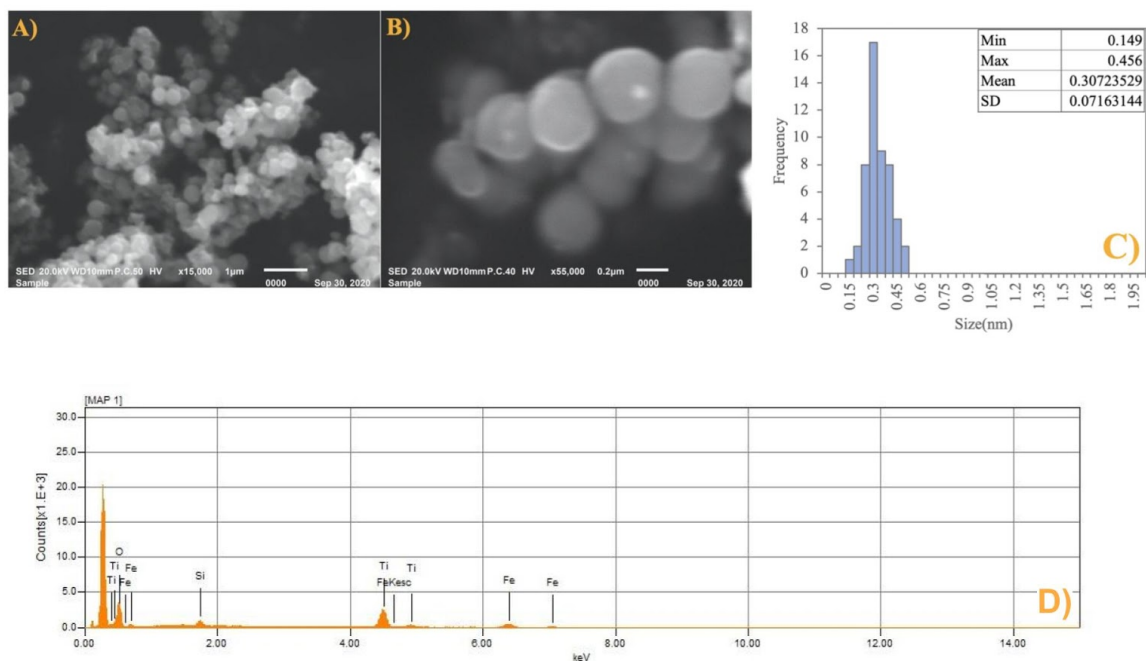 A)
SED 20.0kV WD10mm P.C.50 HV x15,000 1µm
0000
Sample Sep 30, 2020
B)
SED 20.0kV WD10mm P.C.40 HV x55,000 0.2µm
0000
Sample Sep 30, 2020
Min 0.149
Max 0.456
Mean 0.30723529
SD 0.07163144
18
16
14
12
10
8
6
4
2
0
Frequency
0 0.15 0.3 0.45 0.6 0.75 0.9 1.05 1.2 1.35 1.5 1.65 1.8 1.95
Size(nm)
C)
[MAP 1]
30.0
25.0
20.0
15.0
10.0
5.0
0.0
Counts[x1.E+3]
O
Ti Fe
Ti Fe
Si
Ti Ti
FeKesc
Fe Fe
0.00 2.00 4.00 6.00 8.00 10.00 12.00 14.00
keV
D)